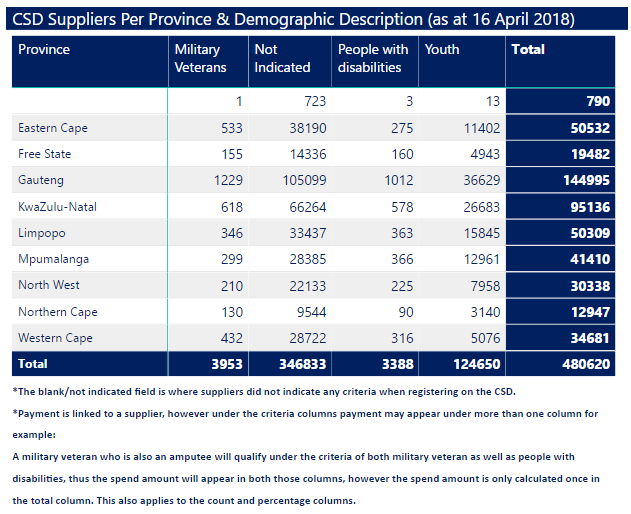 CSD Suppliers Per Province & Demographic Description (as at 16 April 2018)
Province Military Veterans Not Indicated People with disabilities Youth Total
1 723 3 13 790
Eastern Cape 533 38190 275 11402 50532
Free State 155 14336 160 4943 19482
Gauteng 1229 105099 1012 36629 144995
KwaZulu-Natal 618 66264 578 26683 95136
Limpopo 346 33437 363 15845 50309
Mpumalanga 299 28385 366 12961 41410
North West 210 22133 225 7958 30338
Northern Cape 130 9544 90 3140 12947
Western Cape 432 28722 316 5076 34681
Total 3953 346833 3388 124650 480620
*The blank/not indicated field is where suppliers did not indicate any criteria when registering on the CSD.
*Payment is linked to a supplier, however under the criteria columns payment may appear under more than one column for
example:
A military veteran who is also an amputee will qualify under the criteria of both military veteran as well as people with
disabilities, thus the spend amount will appear in both those columns, however the spend amount is only calculated once in
the total column. This also applies to the count and percentage columns.